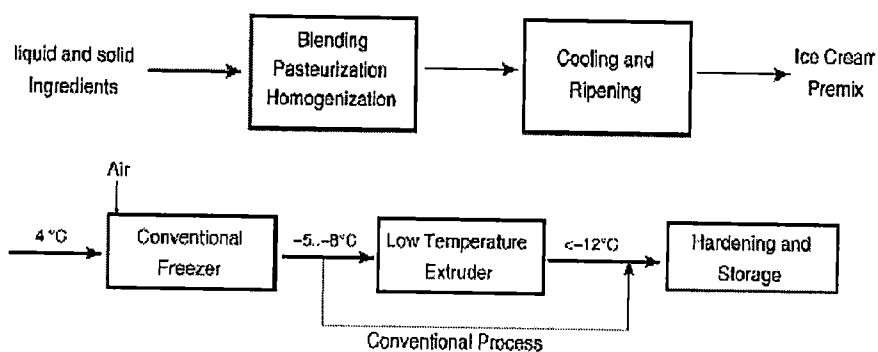 liquid and solid
Ingredients
Blending
Pasteurization
Homogenization
Cooling and
Ripening
Ice Cream
Premix
Air
4 °C
Conventional
Freezer
–5..–8°C
Low Temperature
Extruder
<–12°C
Hardening and
Storage
Conventional Process